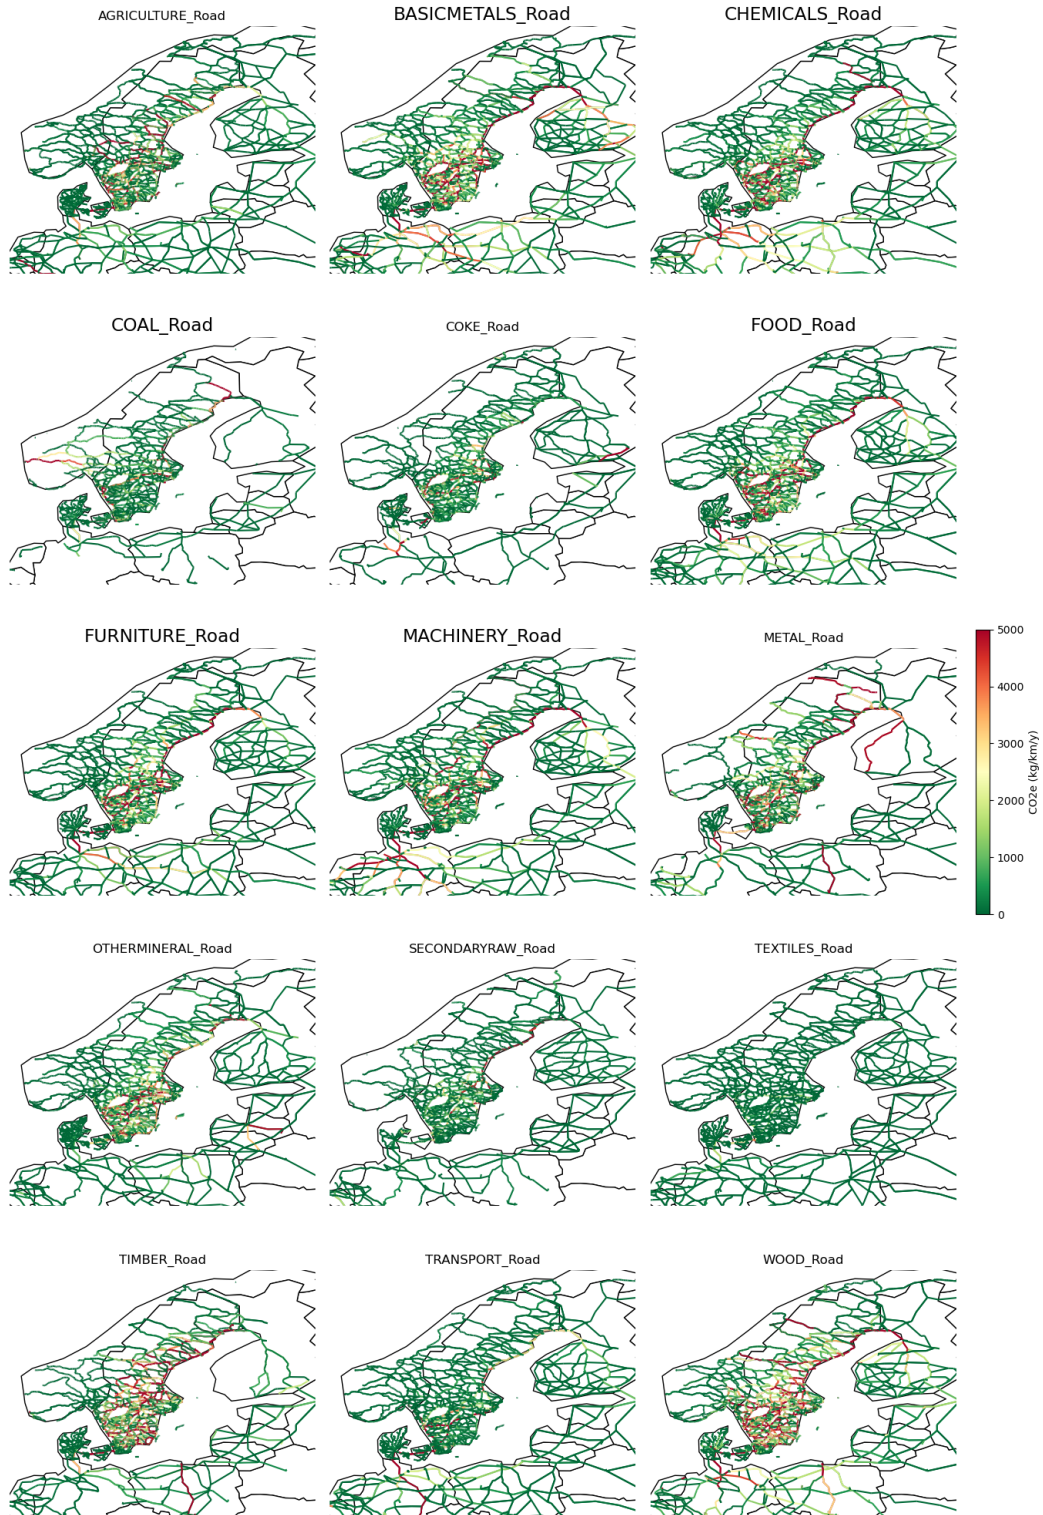 AGRICULTURE_Road
BASICMETALS_Road
CHEMICALS_Road
COAL_Road
COKE_Road
FOOD_Road
FURNITURE_Road
MACHINERY_Road
METAL_Road
5000
4000
3000
2000
1000
0
CO2e (kg/km/y)
OTHERMINERAL_Road
SECONDARYRAW_Road
TEXTILES_Road
TIMBER_Road
TRANSPORT_Road
WOOD_Road